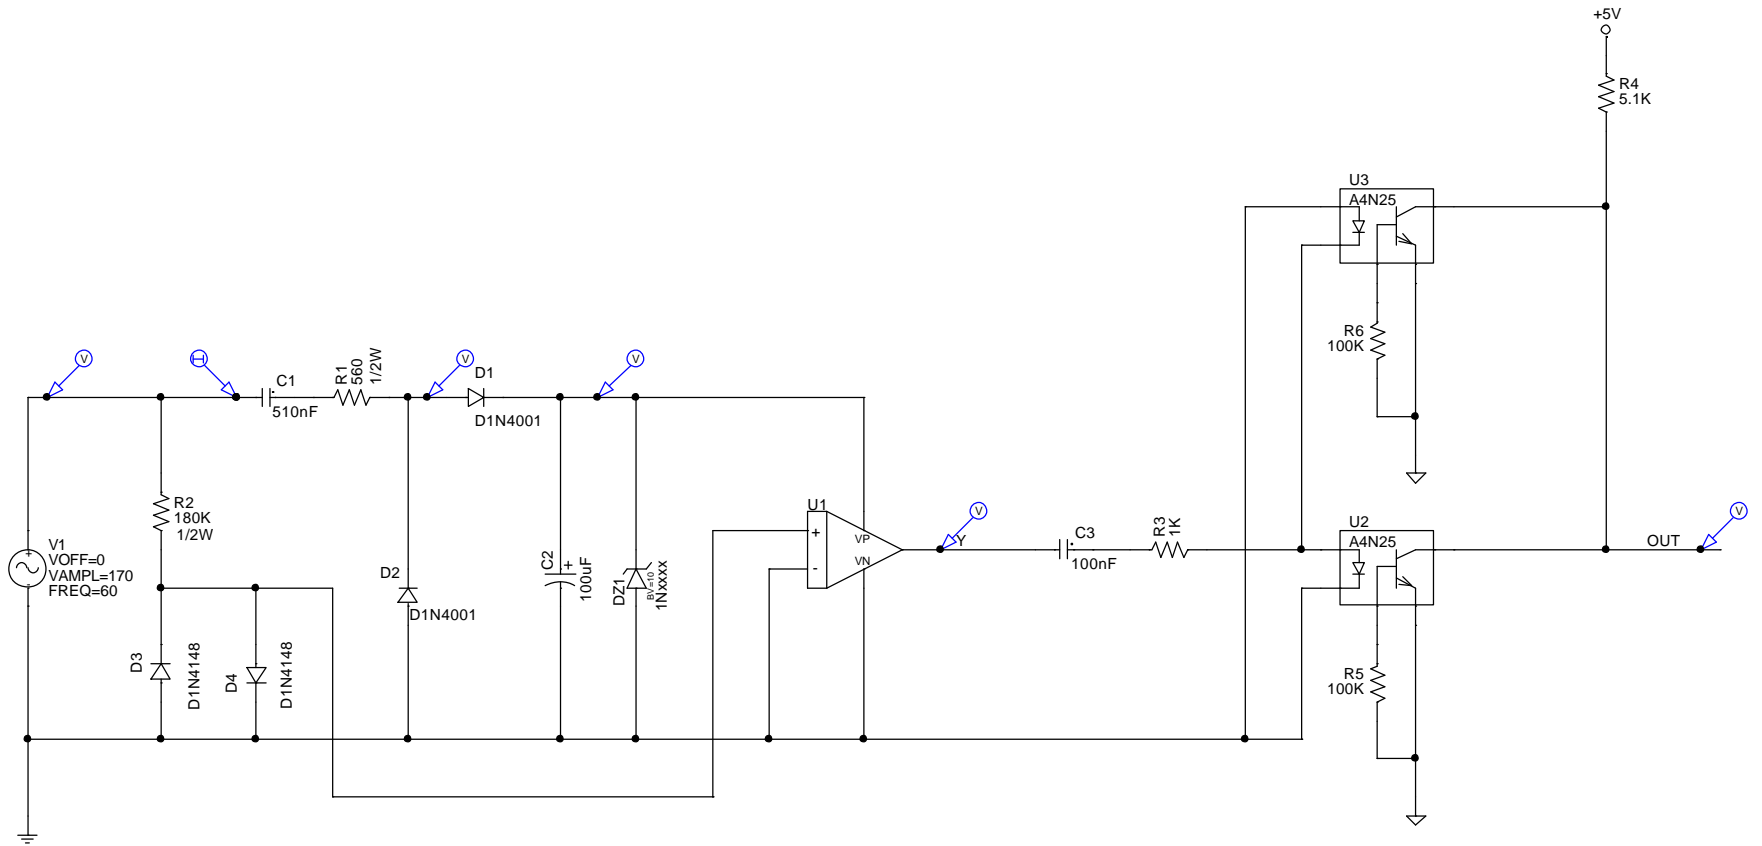 +5V
R4
5.1K
U3
A4N25
R6
100K
V
I
V
V
C1
510nF
R1
560
1/2W
D1
D1N4001
R2
180K
1/2W
V1
VOFF=0
VAMPL=170
FREQ=60
+
-
D3
D1N4148
D4
D1N4148
D2
D1N4001
C2
+
100uF
DZ1
BV=10
1Nxxxx
U1
+
-
VP
VN
V
Y
C3
100nF
R3
1K
U2
A4N25
R5
100K
OUT
V